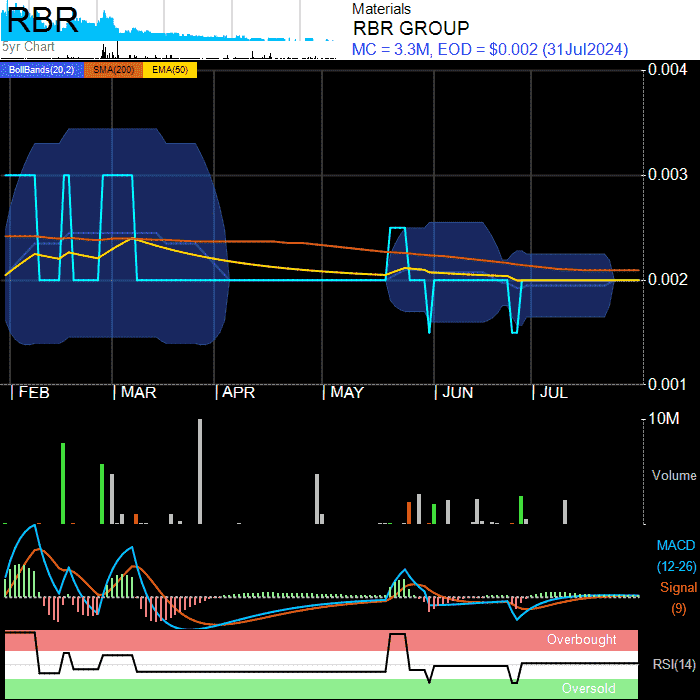 RBR
5yr Chart
Materials
RBR GROUP
MC = 3.3M, EOD = $0.002 (31Jul2024)
BollBands(20,2) SMA(200) EMA(50)
0.004
0.003
0.002
0.001
FEB MAR APR MAY JUN JUL
10M
Volume
MACD
(12-26)
Signal
(9)
Overbought
RSI(14)
Oversold